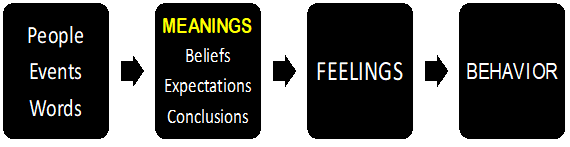 People
Events
Words
MEANINGS
Beliefs
Expectations
Conclusions
FEELINGS
BEHAVIOR